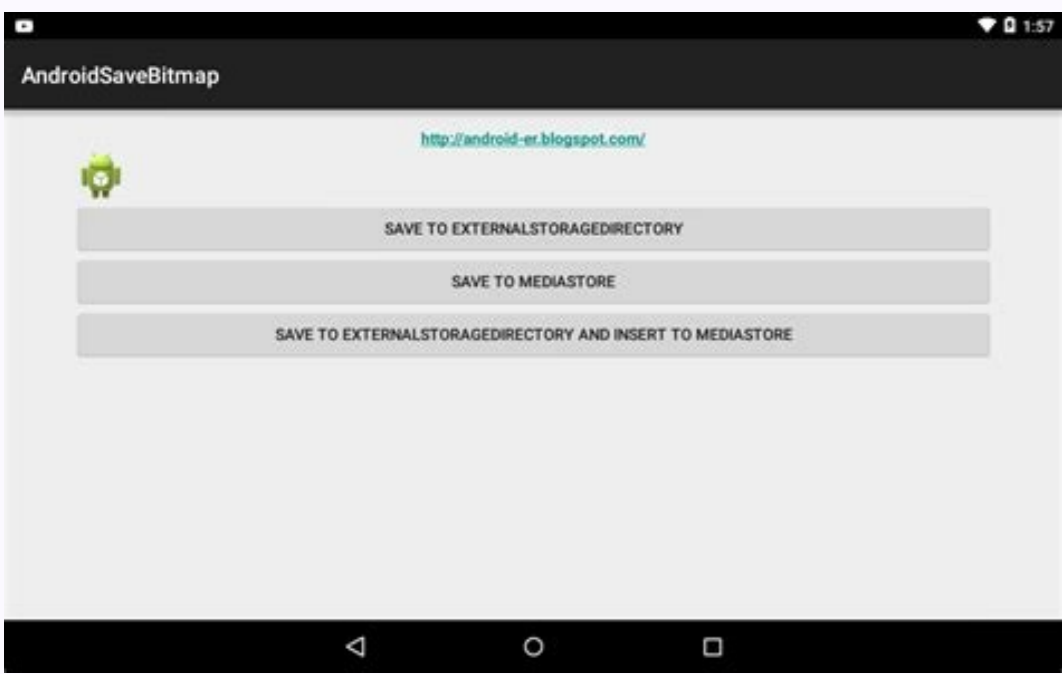 1:57
AndroidSaveBitmap
http://android-er.blogspot.com/
SAVE TO EXTERNALSTORAGEDIRECTORY
SAVE TO MEDIASTORE
SAVE TO EXTERNALSTORAGEDIRECTORY AND INSERT TO MEDIASTORE